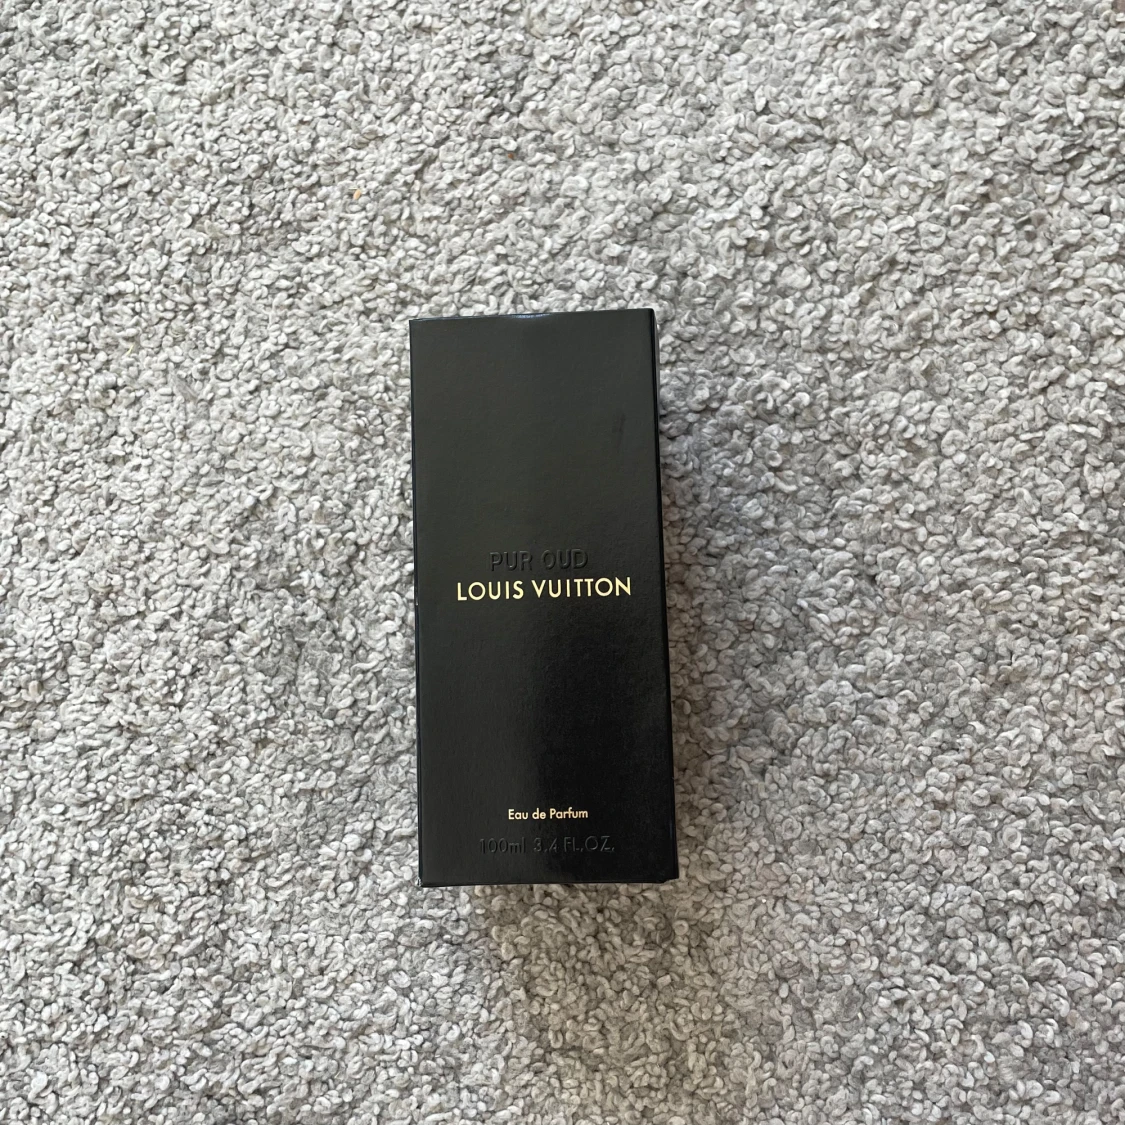 PUR OUD
LOUIS VUITTON
Eau de Parfum
100ml 3.4 FL.OZ.